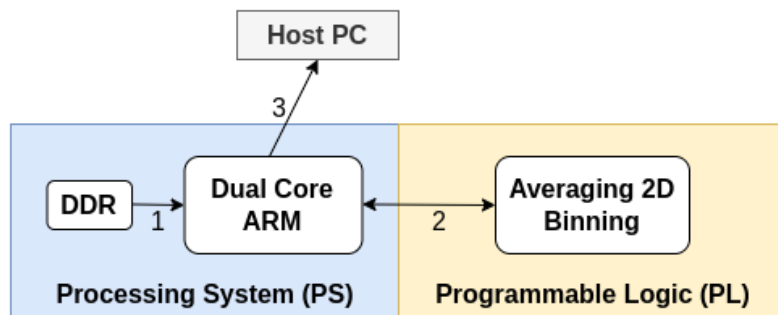 Host PC
3
DDR
1
Dual Core
ARM
2
Averaging 2D
Binning
Processing System (PS)
Programmable Logic (PL)